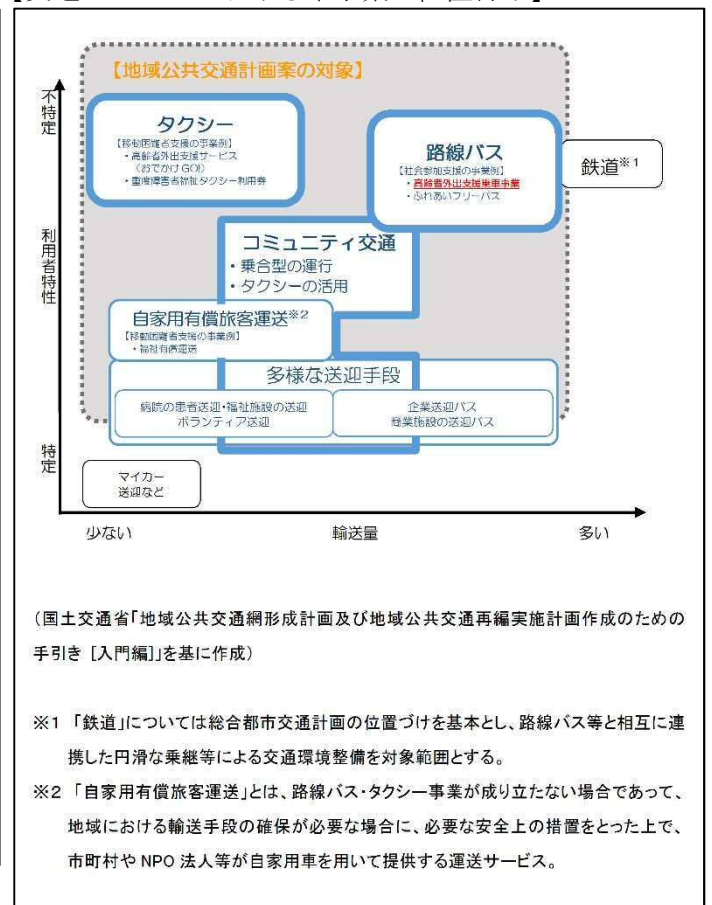 【地域公共交通計画案の対象】
不特定
利用者特性
特定
タクシー
【移動困難者支援の事業例】
・高齢者外出支援サービス
（おでかけGO!）
・重度障害者福祉タクシー利用券
路線バス
【社会参加支援の事業例】
・高齢者外出支援乗車事業
・ふれあいフリーパス
鉄道※1
コミュニティ交通
・乗合型の運行
・タクシーの活用
自家用有償旅客運送※2
【移動困難者支援の事業例】
・福祉有償運送
多様な送迎手段
病院の患者送迎・福祉施設の送迎
ボランティア送迎
企業送迎バス
商業施設の送迎バス
マイカー
送迎など
少ない
輸送量
多い
（国土交通省「地域公共交通網形成計画及び地域公共交通再編実施計画作成のための
手引き［入門編］」を基に作成）
※1 「鉄道」については総合都市交通計画の位置づけを基本とし、路線バス等と相互に連
携した円滑な乗継等による交通環境整備を対象範囲とする。
※2 「自家用有償旅客運送」とは、路線バス・タクシー事業が成り立たない場合であって、
地域における輸送手段の確保が必要な場合に、必要な安全上の措置をとった上で、
市町村や NPO 法人等が自家用車を用いて提供する運送サービス。